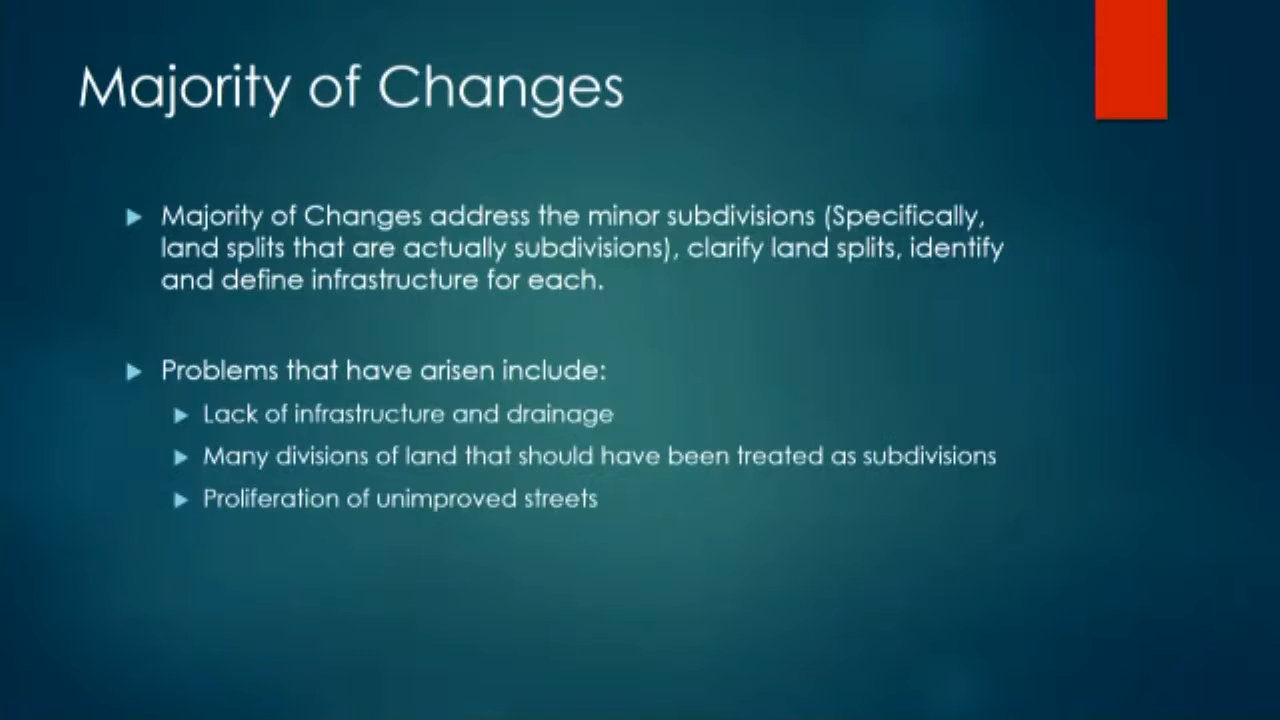 Majority of Changes
Majority of Changes address the minor subdivisions (Specifically,
land splits that are actually subdivisions), clarify land splits, identify
and define infrastructure for each.
Problems that have arisen include:
Lack of infrastructure and drainage
Many divisions of land that should have been treated as subdivisions
Proliferation of unimproved streets